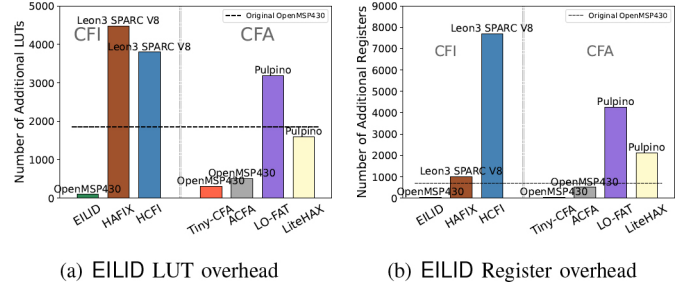 Number of Additional LUTs
5000
4000
3000
2000
1000
0
Original OpenMSP430
CFI
CFA
Leon3 SPARC V8
Leon3 SPARC V8
Pulpino
Pulpino
OpenMSP430
OpenMSP430
OpenMSP430
EILID
HAFIX
HCFI
Tiny-CFA
ACFA
LO-FAT
LiteHAX
(a) EILID LUT overhead
Number of Additional Registers
9000
8000
7000
6000
5000
4000
3000
2000
1000
0
Original OpenMSP430
CFI
CFA
Leon3 SPARC V8
Leon3 SPARC V8
Pulpino
Pulpino
OpenMSP430
OpenMSP430
OpenMSP430
EILID
HAFIX
HCFI
Tiny-CFA
ACFA
LO-FAT
LiteHAX
(b) EILID Register overhead